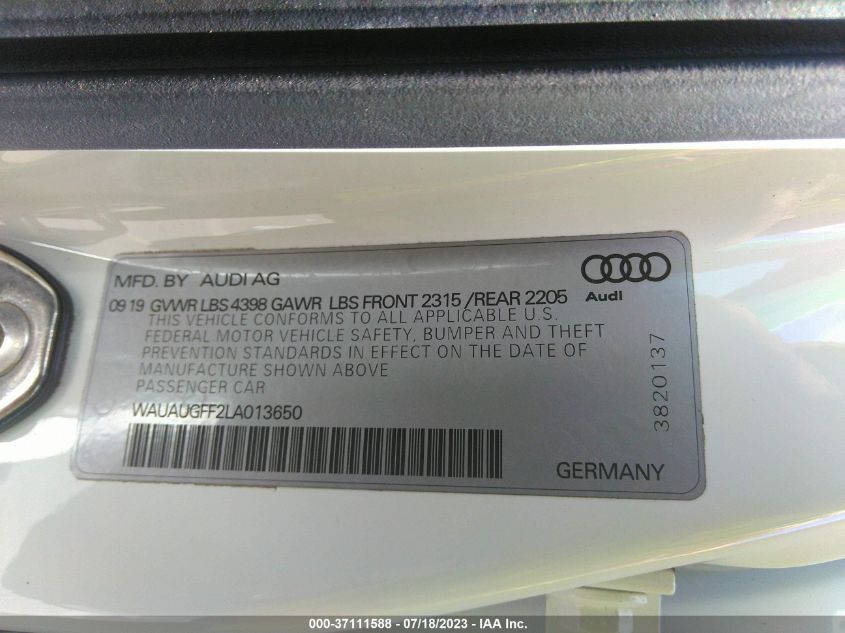 MFD. BY AUDI AG
09 19 GVWR LBS 4398 GAWR LBS FRONT 2315 /REAR 2205
Audi
THIS VEHICLE CONFORMS TO ALL APPLICABLE U.S.
FEDERAL MOTOR VEHICLE SAFETY, BUMPER AND THEFT
PREVENTION STANDARDS IN EFFECT ON THE DATE OF
MANUFACTURE SHOWN ABOVE
PASSENGER CAR
WAUAUGFF2LA013650
3820137
GERMANY
000-37111588 - 07/18/2023 - IAA Inc.